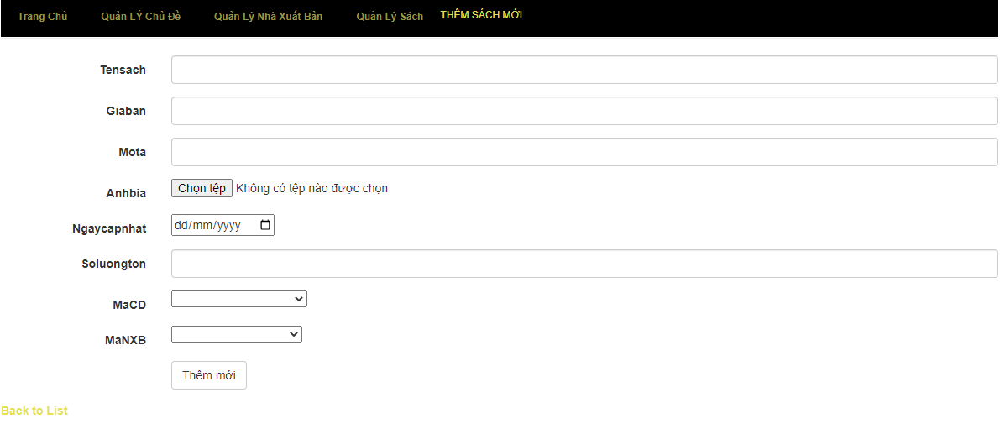 Trang Chủ Quản LÝ Chủ Đề Quản Lý Nhà Xuất Bản Quản Lý Sách THÊM SÁCH MỚI
Tensach
Giaban
Mota
Anhbia Chọn tệp Không có tệp nào được chọn
Ngaycapnhat dd/mm/yyyy
Soluongton
MaCD
MaNXB
Thêm mới
Back to List